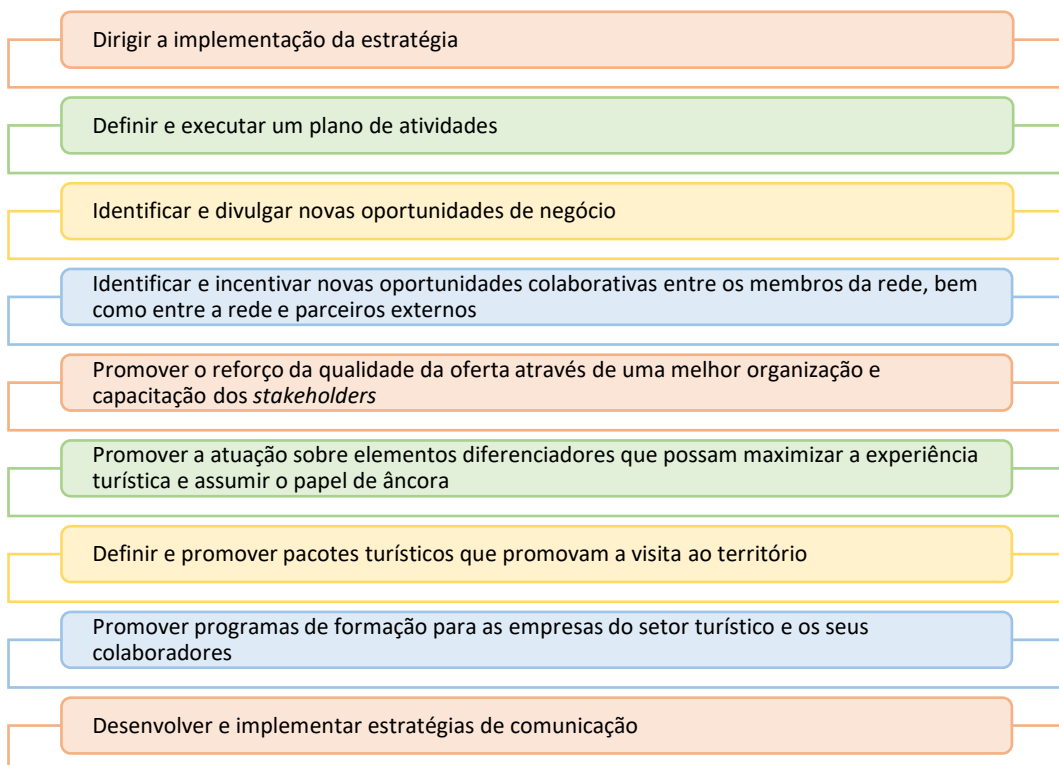 Dirigir a implementação da estratégia
Definir e executar um plano de atividades
Identificar e divulgar novas oportunidades de negócio
Identificar e incentivar novas oportunidades colaborativas entre os membros da rede, bem
como entre a rede e parceiros externos
Promover o reforço da qualidade da oferta através de uma melhor organização e
capacitação dos stakeholders
Promover a atuação sobre elementos diferenciadores que possam maximizar a experiência
turística e assumir o papel de âncora
Definir e promover pacotes turísticos que promovam a visita ao território
Promover programas de formação para as empresas do setor turístico e os seus
colaboradores
Desenvolver e implementar estratégias de comunicação